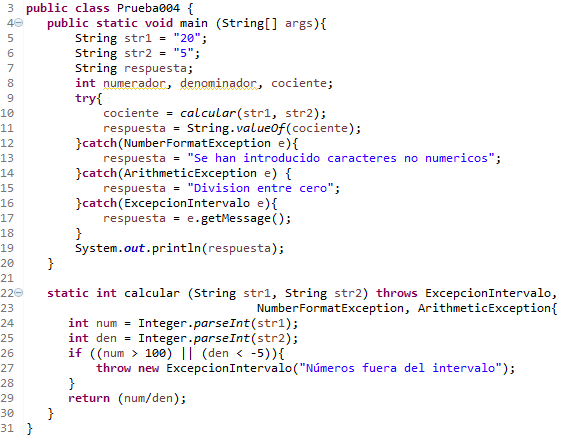 3 public class Prueba004 {
4 public static void main (String[] args){
5 String str1 = "20";
6 String str2 = "5";
7 String respuesta;
8 int numerador, denominador, cociente;
9 try{
10 cociente = calcular(str1, str2);
11 respuesta = String.valueOf(cociente);
12 }catch(NumberFormatException e){
13 respuesta = "Se han introducido caracteres no numericos";
14 }catch(ArithmeticException e) {
15 respuesta = "Division entre cero";
16 }catch(ExcepcionIntervalo e){
17 respuesta = e.getMessage();
18 }
19 System.out.println(respuesta);
20 }
21
22 static int calcular (String str1, String str2) throws ExcepcionIntervalo,
23 NumberFormatException, ArithmeticException{
24 int num = Integer.parseInt(str1);
25 int den = Integer.parseInt(str2);
26 if ((num > 100) || (den < -5)){
27 throw new ExcepcionIntervalo("Números fuera del intervalo");
28 }
29 return (num/den);
30 }
31 }